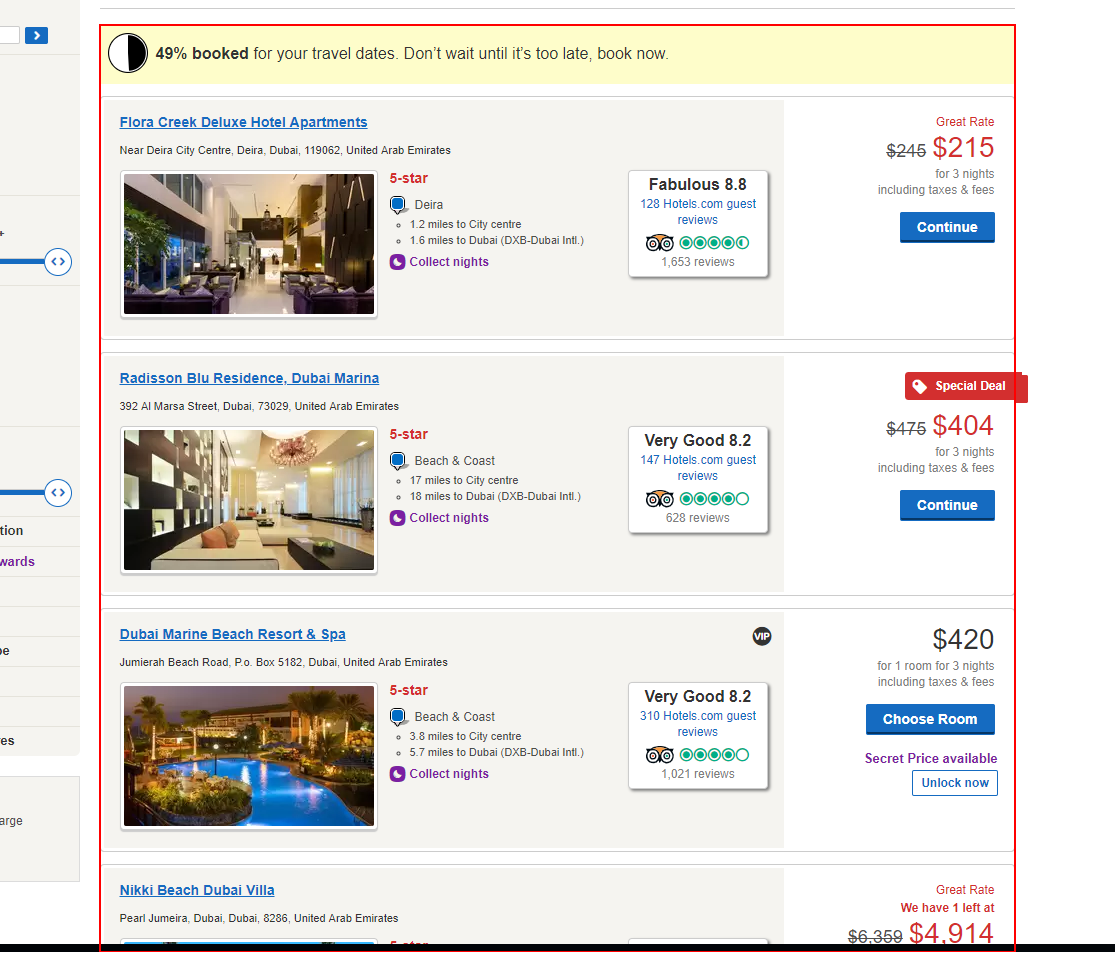 49% booked for your travel dates. Don’t wait until it’s too late, book now.
Flora Creek Deluxe Hotel Apartments
Near Deira City Centre, Deira, Dubai, 119062, United Arab Emirates
5-star
Deira
1.2 miles to City centre
1.6 miles to Dubai (DXB-Dubai Intl.)
Collect nights
Fabulous 8.8
128 Hotels.com guest
reviews
1,653 reviews
Great Rate
$245 $215
for 3 nights
including taxes & fees
Continue
Radisson Blu Residence, Dubai Marina
392 Al Marsa Street, Dubai, 73029, United Arab Emirates
5-star
Beach & Coast
17 miles to City centre
18 miles to Dubai (DXB-Dubai Intl.)
Collect nights
Very Good 8.2
147 Hotels.com guest
reviews
628 reviews
Special Deal
$475 $404
for 3 nights
including taxes & fees
Continue
tion
wards
Dubai Marine Beach Resort & Spa
VIP
Jumierah Beach Road, P.o. Box 5182, Dubai, United Arab Emirates
5-star
Beach & Coast
3.8 miles to City centre
5.7 miles to Dubai (DXB-Dubai Intl.)
Collect nights
Very Good 8.2
310 Hotels.com guest
reviews
1,021 reviews
$420
for 1 room for 3 nights
including taxes & fees
Choose Room
Secret Price available
Unlock now
pe
res
arge
Nikki Beach Dubai Villa
Pearl Jumeira, Dubai, Dubai, 8286, United Arab Emirates
5-star
Great Rate
We have 1 left at
$6,359 $4,914